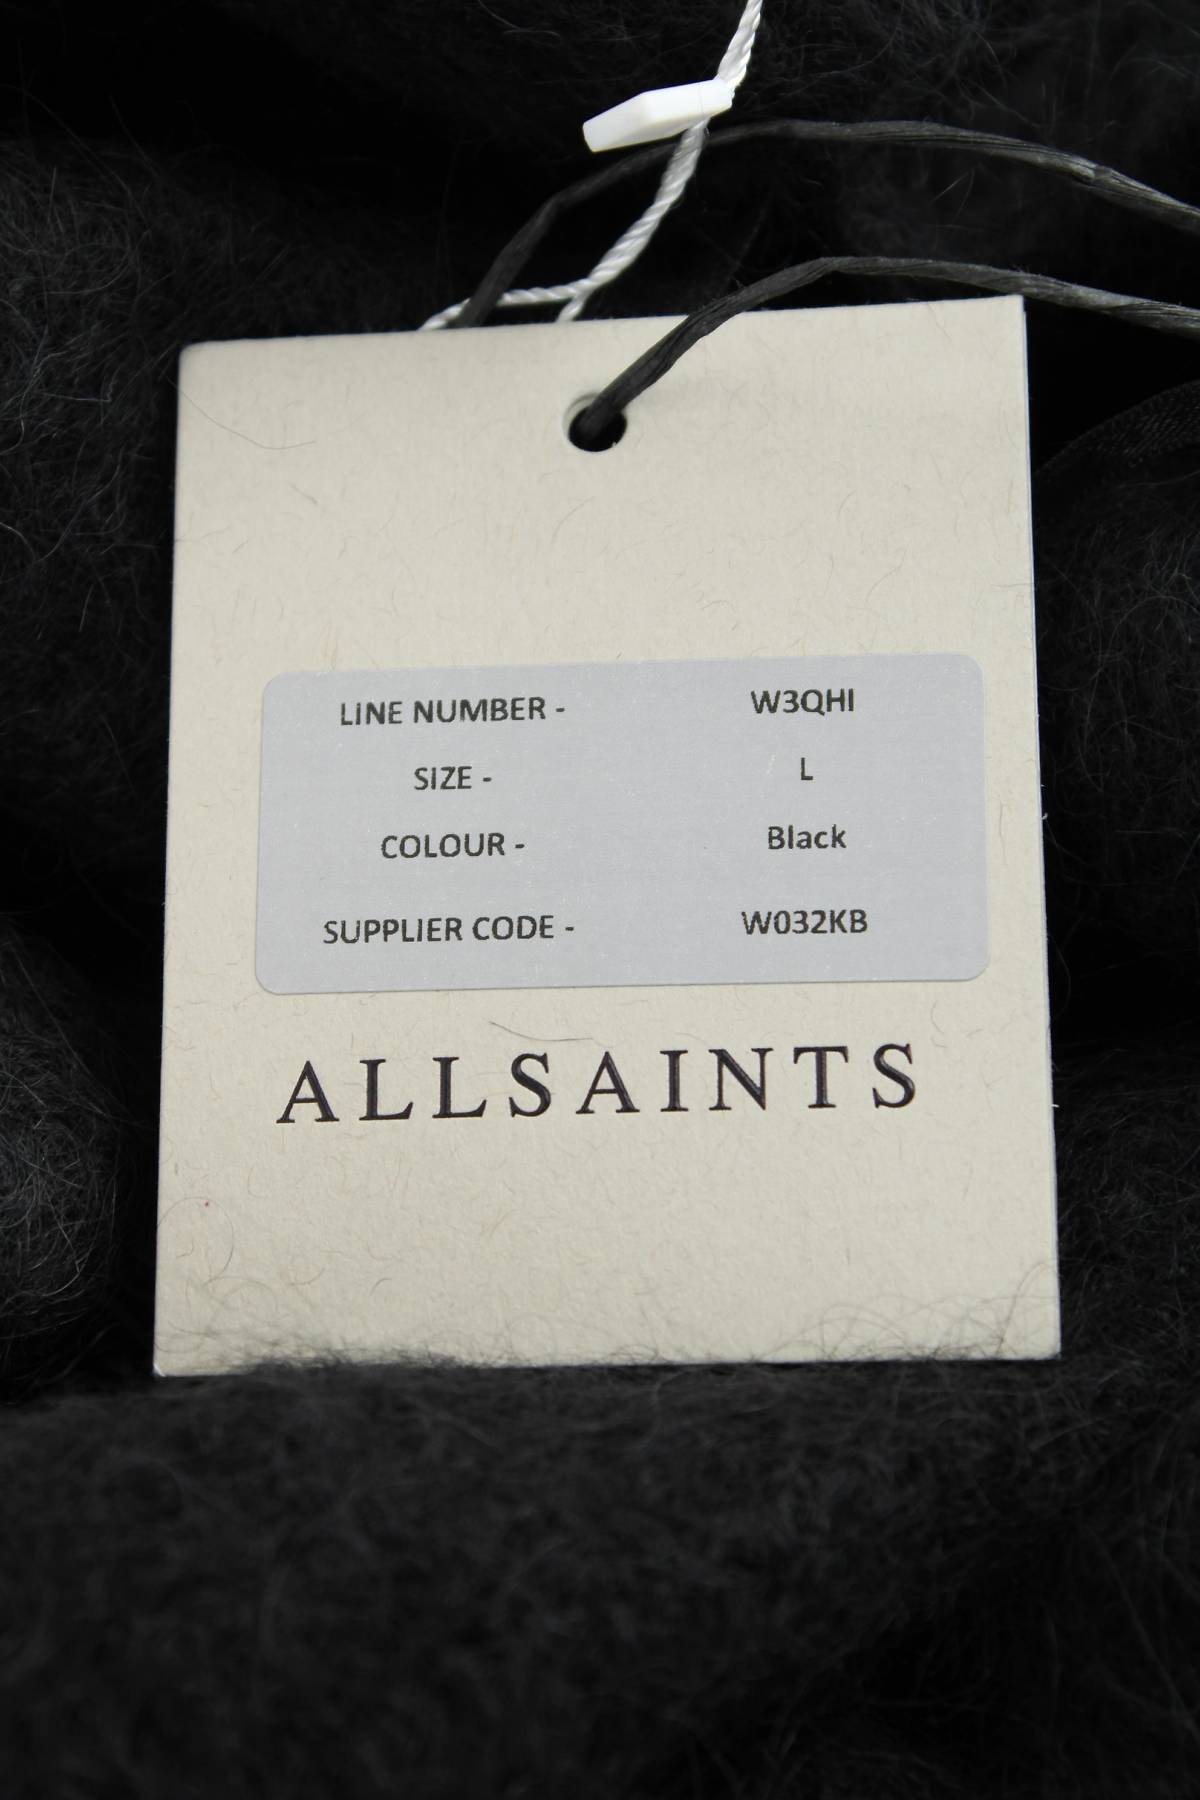 LINE NUMBER - W3QHI
SIZE - L
COLOUR - Black
SUPPLIER CODE - W032KB
ALLSAINTS